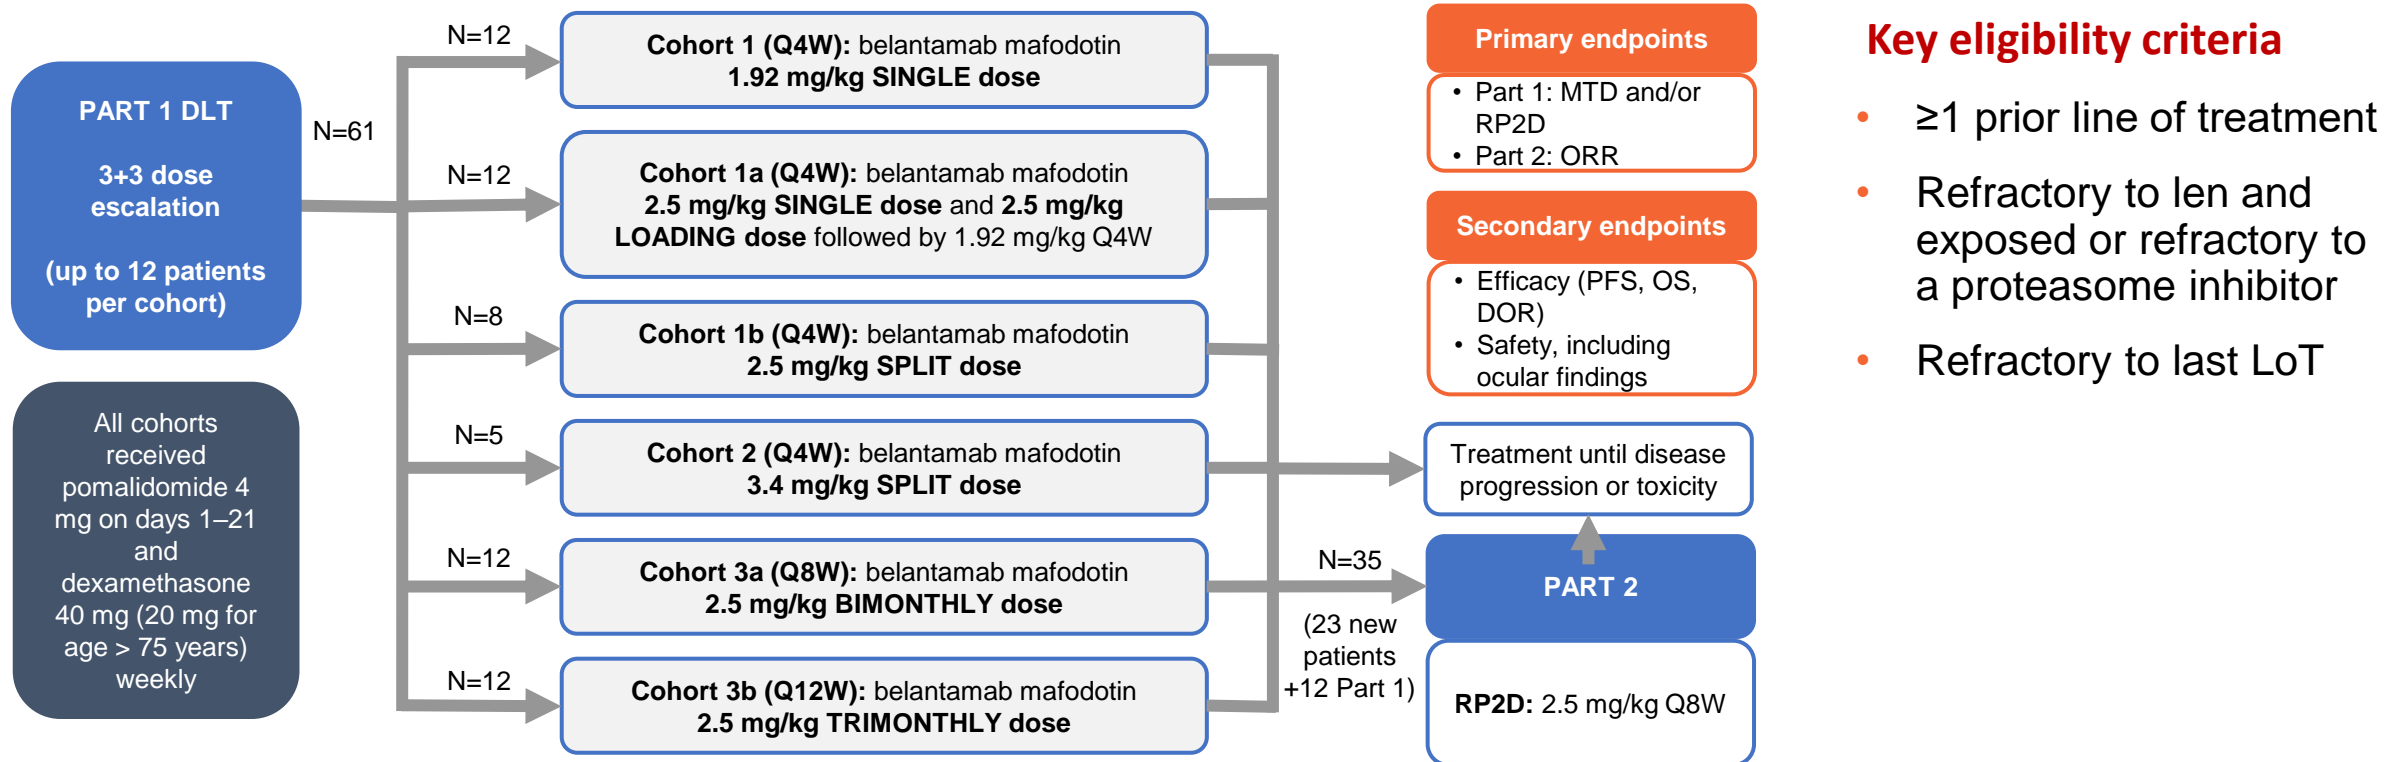 PART 1 DLT
3+3 dose
escalation
(up to 12 patients
per cohort)
All cohorts
received
pomalidomide 4
mg on days 1–21
and
dexamethasone
40 mg (20 mg for
age > 75 years)
weekly
N=61
N=12
Cohort 1 (Q4W): belantamab mafodotin
1.92 mg/kg SINGLE dose
N=12
Cohort 1a (Q4W): belantamab mafodotin
2.5 mg/kg SINGLE dose and 2.5 mg/kg
LOADING dose followed by 1.92 mg/kg Q4W
N=8
Cohort 1b (Q4W): belantamab mafodotin
2.5 mg/kg SPLIT dose
N=5
Cohort 2 (Q4W): belantamab mafodotin
3.4 mg/kg SPLIT dose
N=12
Cohort 3a (Q8W): belantamab mafodotin
2.5 mg/kg BIMONTHLY dose
N=12
Cohort 3b (Q12W): belantamab mafodotin
2.5 mg/kg TRIMONTHLY dose
N=35
(23 new
patients
+12 Part 1)
Primary endpoints
• Part 1: MTD and/or
RP2D
• Part 2: ORR
Secondary endpoints
• Efficacy (PFS, OS,
DOR)
• Safety, including
ocular findings
Treatment until disease
progression or toxicity
PART 2
RP2D: 2.5 mg/kg Q8W
Key eligibility criteria
• ≥1 prior line of treatment
• Refractory to len and
exposed or refractory to
a proteasome inhibitor
• Refractory to last LoT